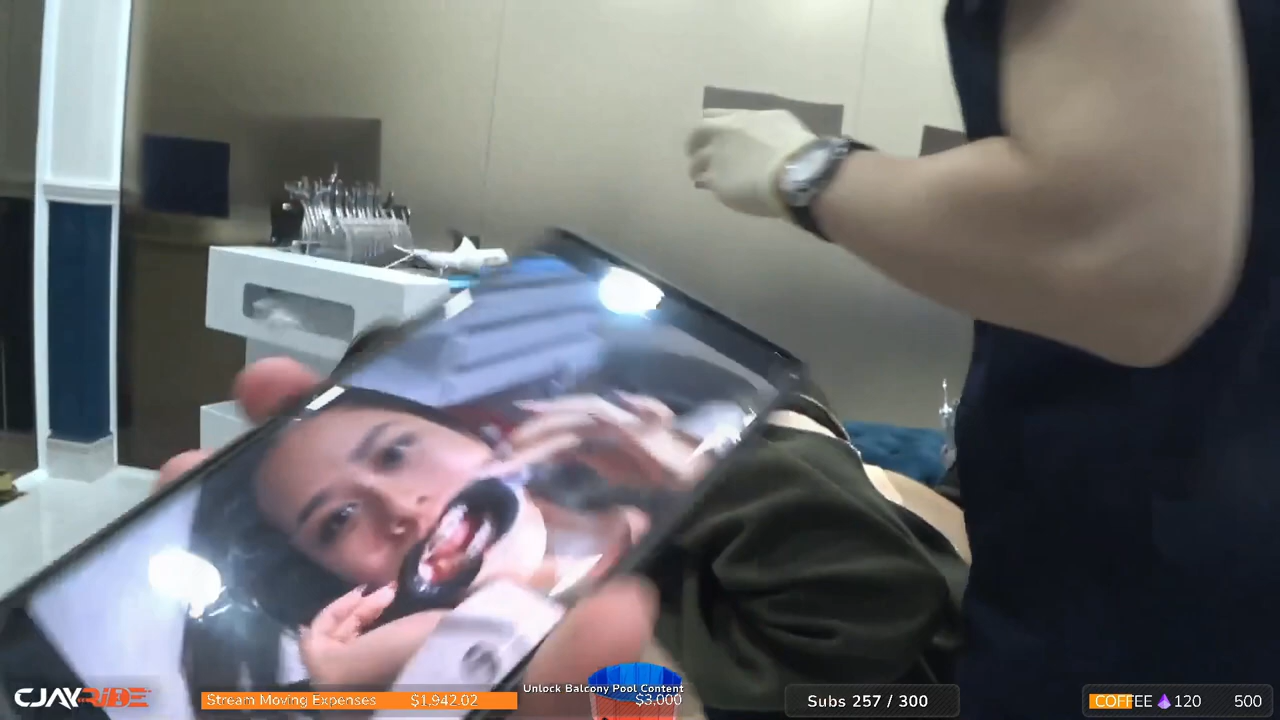 CJAYRIDE
Stream Moving Expenses $1,942.02
Unlock Balcony Pool Content
$3,000
Subs 257 / 300
COFFEE 120 500